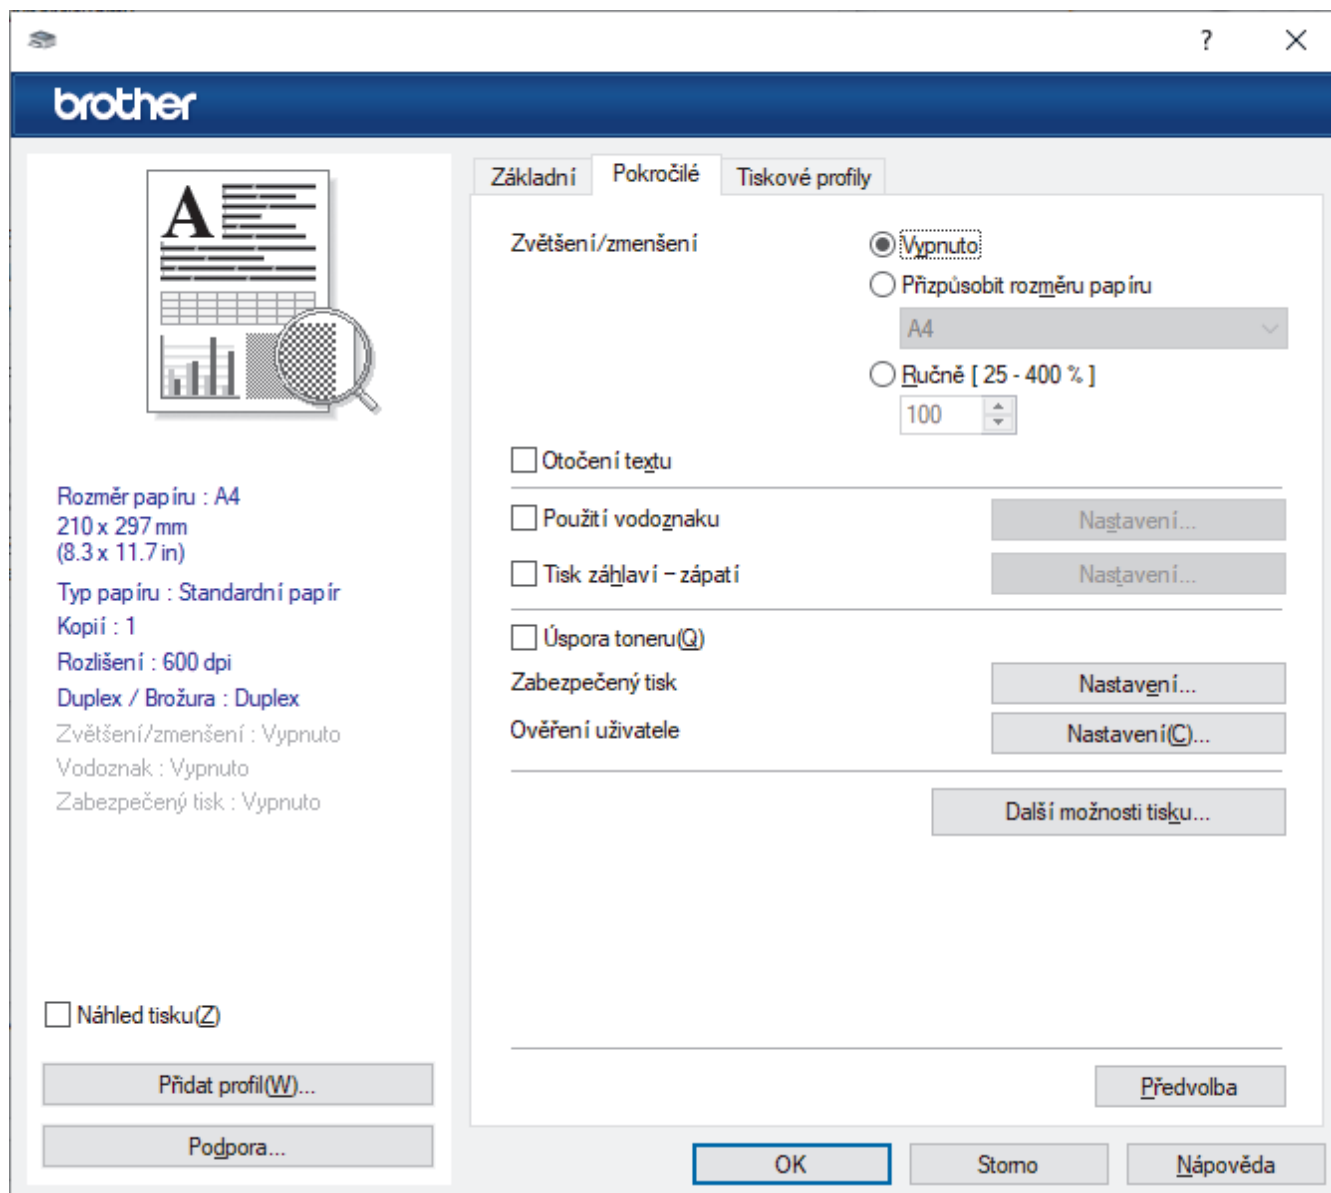 ?
brother
Základní
Pokročilé
Tiskové profily
A
Zvětšení/zmenšení
Vypnuto
Přizpůsobit rozměru papíru
A4
Ručně [ 25 - 400 % ]
100
Otočení textu
Rozměr papíru : A4
210 x 297 mm
(8.3 x 11.7 in)
Typ papíru : Standardní papír
Kopií : 1
Rozlišení : 600 dpi
Duplex / Brožura : Duplex
Zvětšení/zmenšení : Vypnuto
Vodoznak : Vypnuto
Zabezpečený tisk : Vypnuto
Použití vodoznaku
Nastavení...
Tisk záhlaví – zápatí
Nastavení...
Úspora toneru(Q)
Zabezpečený tisk
Nastavení...
Ověření uživatele
Nastavení(C)...
Další možnosti tisku...
Náhled tisku(Z)
Přidat profil(W)...
Podpora...
Předvolba
OK
Storno
Nápověda